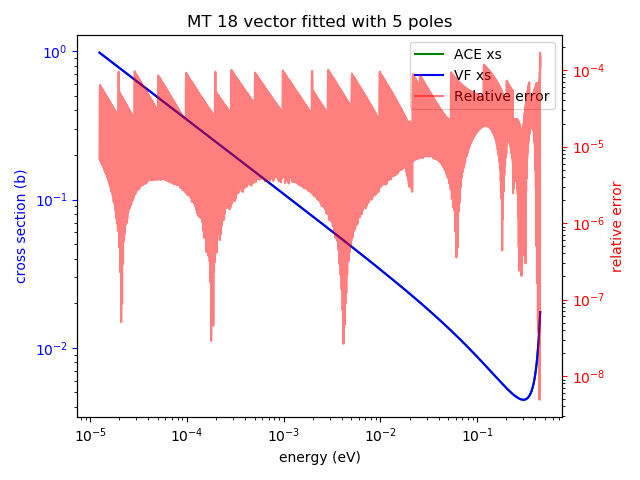 MT 18 vector fitted with 5 poles
ACE xs
VF xs
Relative error
cross section (b)
10⁰
10⁻¹
10⁻²
10⁻⁴
10⁻⁵
10⁻⁶
10⁻⁷
10⁻⁸
relative error
10⁻⁵ 10⁻⁴ 10⁻³ 10⁻² 10⁻¹
energy (eV)